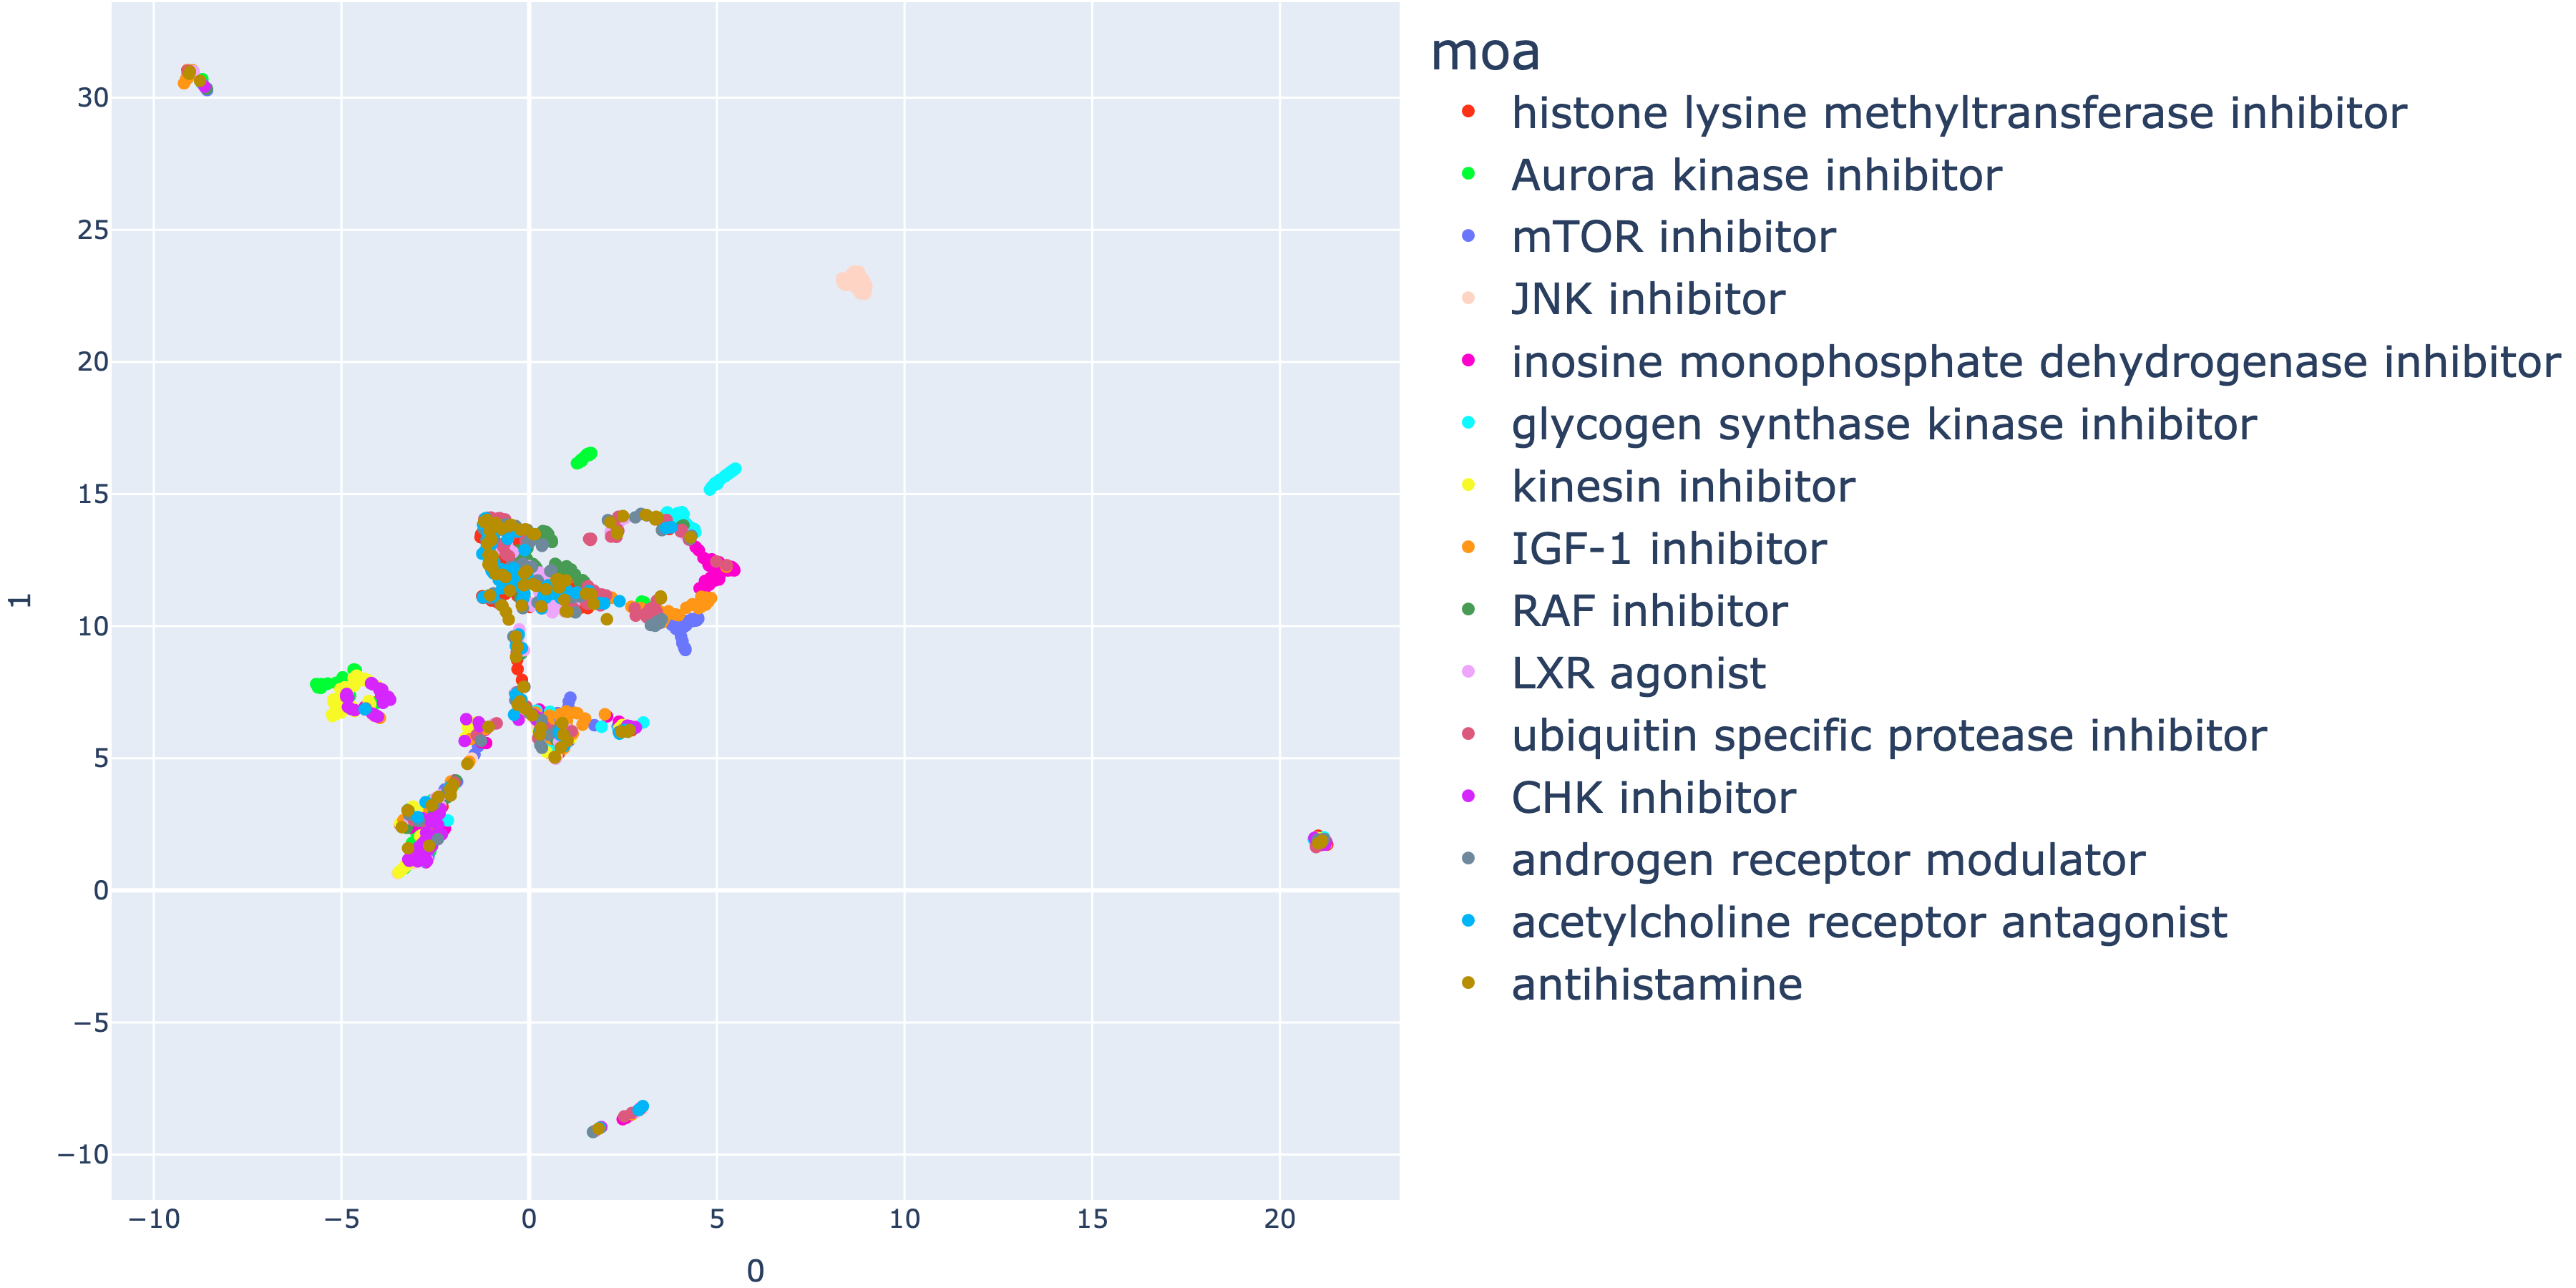 moa
histone lysine methyltransferase inhibitor
Aurora kinase inhibitor
mTOR inhibitor
JNK inhibitor
inosine monophosphate dehydrogenase inhibitor
glycogen synthase kinase inhibitor
kinesin inhibitor
IGF-1 inhibitor
RAF inhibitor
LXR agonist
ubiquitin specific protease inhibitor
CHK inhibitor
androgen receptor modulator
acetylcholine receptor antagonist
antihistamine
30
25
20
15
10
5
0
−5
−10
1
−10 −5 0 5 10 15 20
0